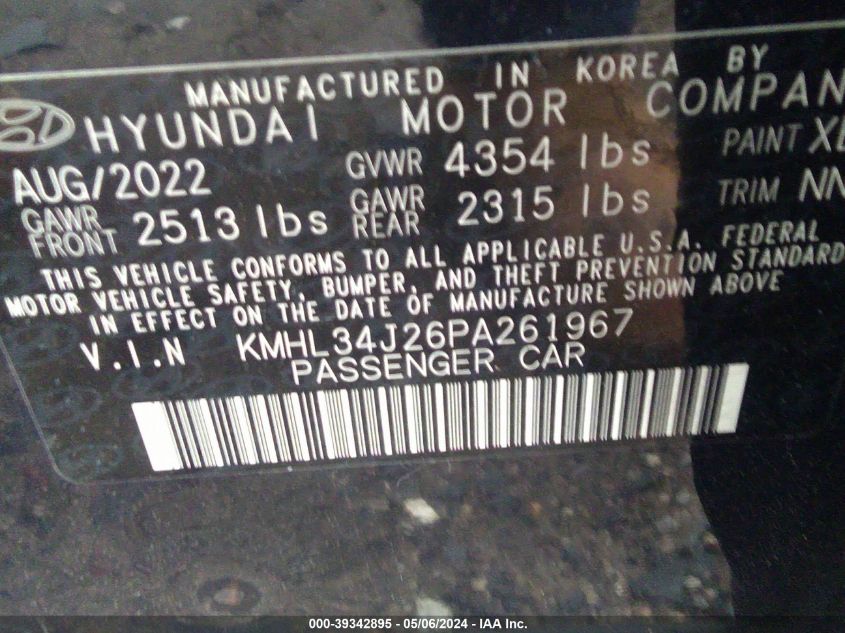 MANUFACTURED IN KOREA BY
HYUNDAI MOTOR COMPAN
AUG/2022 GVWR 4354 lbs PAINT
GAWR FRONT 2513 lbs GAWR REAR 2315 lbs TRIM
THIS VEHICLE CONFORMS TO ALL APPLICABLE U.S.A. FEDERAL
MOTOR VEHICLE SAFETY, BUMPER, AND THEFT PREVENTION STANDARD
IN EFFECT ON THE DATE OF MANUFACTURE SHOWN ABOVE
V.I.N KMHL34J26PA261967
PASSENGER CAR
000-39342895 - 05/06/2024 - IAA Inc.